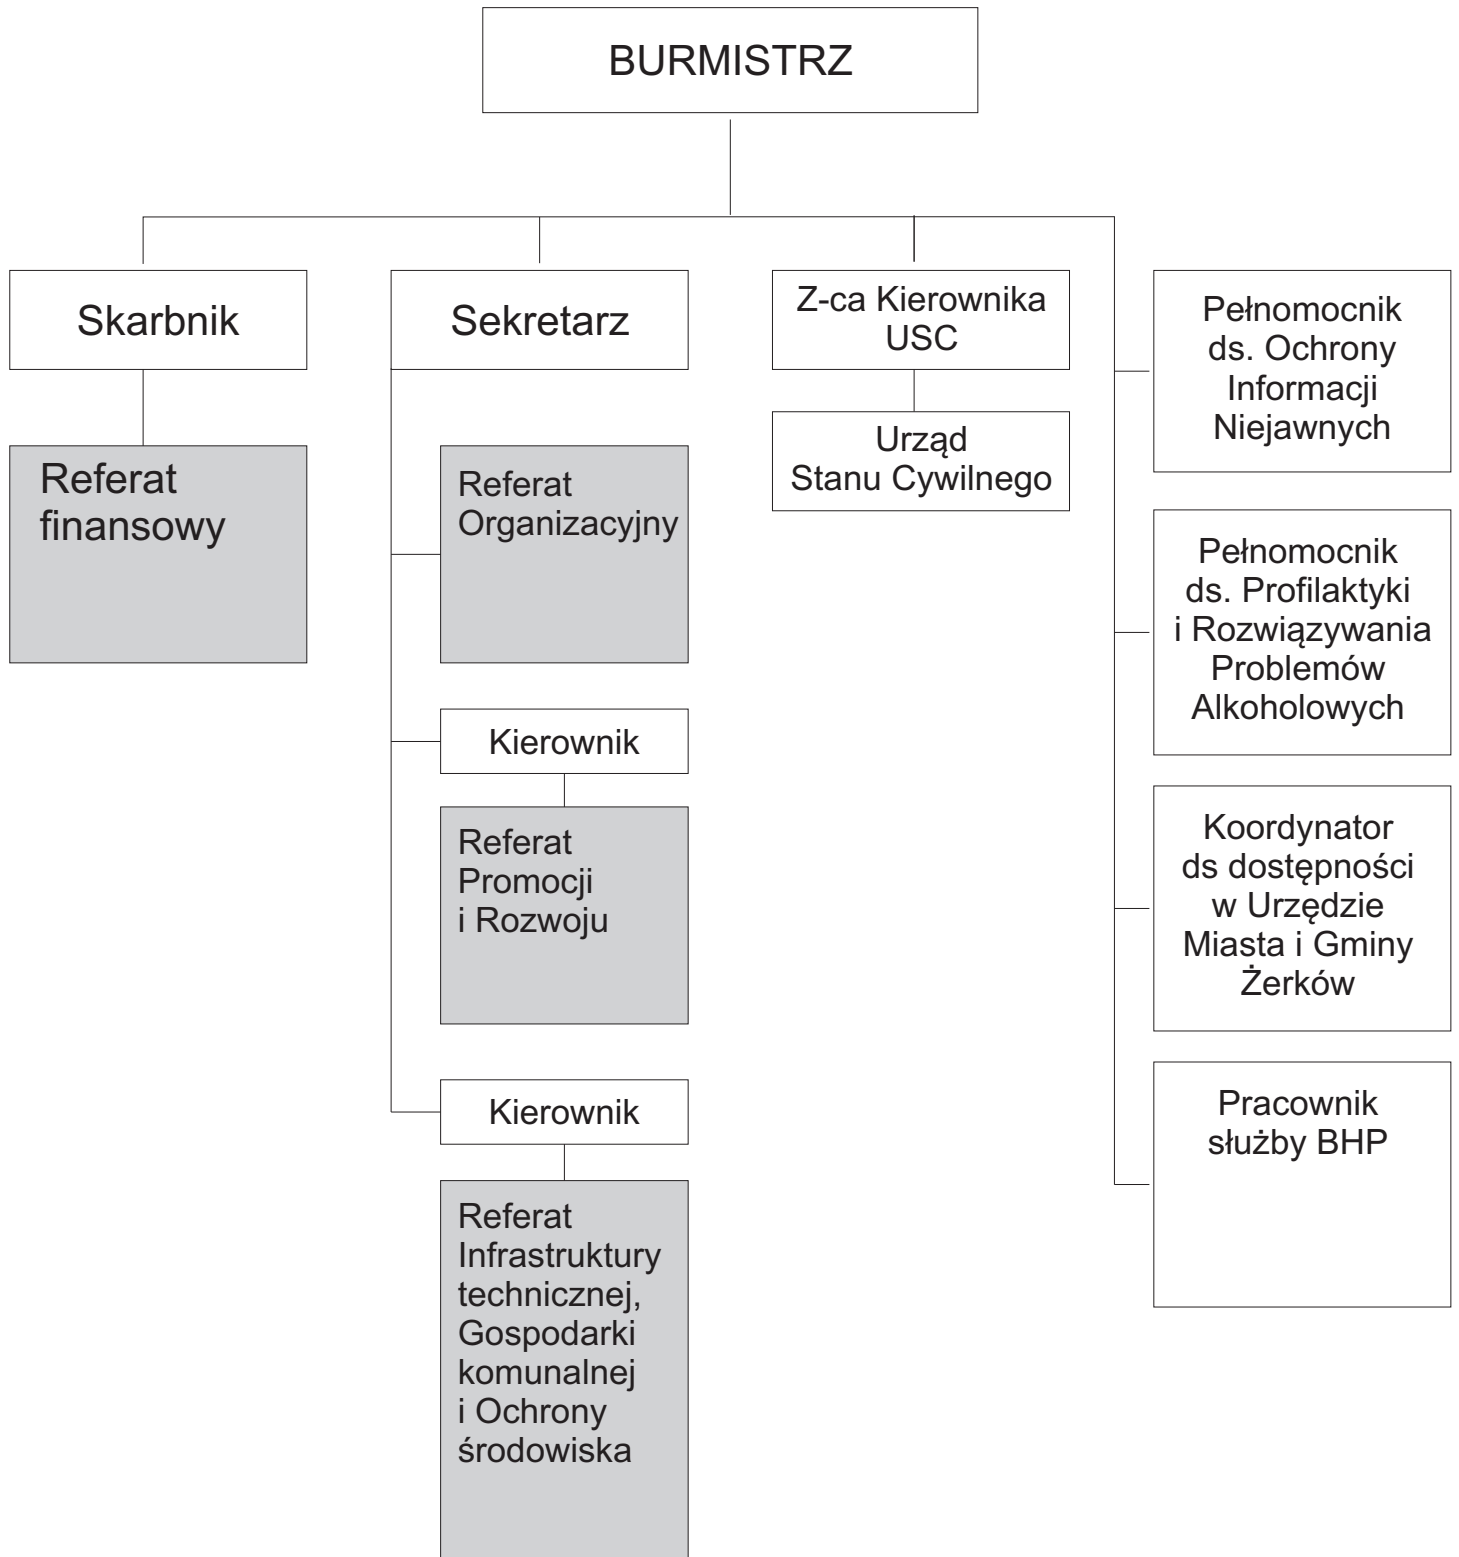 BURMISTRZ
Skarbnik
Referat
finansowy
Sekretarz
Referat
Organizacyjny
Kierownik
Referat
Promocji
i Rozwoju
Kierownik
Referat
Infrastruktury
technicznej,
Gospodarki
komunalnej
i Ochrony
środowiska
Z-ca Kierownika
USC
Urząd
Stanu Cywilnego
Pełnomocnik
ds. Ochrony
Informacji
Niejawnych
Pełnomocnik
ds. Profilaktyki
i Rozwiązywania
Problemów
Alkoholowych
Koordynator
ds dostępności
w Urzędzie
Miasta i Gminy
Żerków
Pracownik
służby BHP